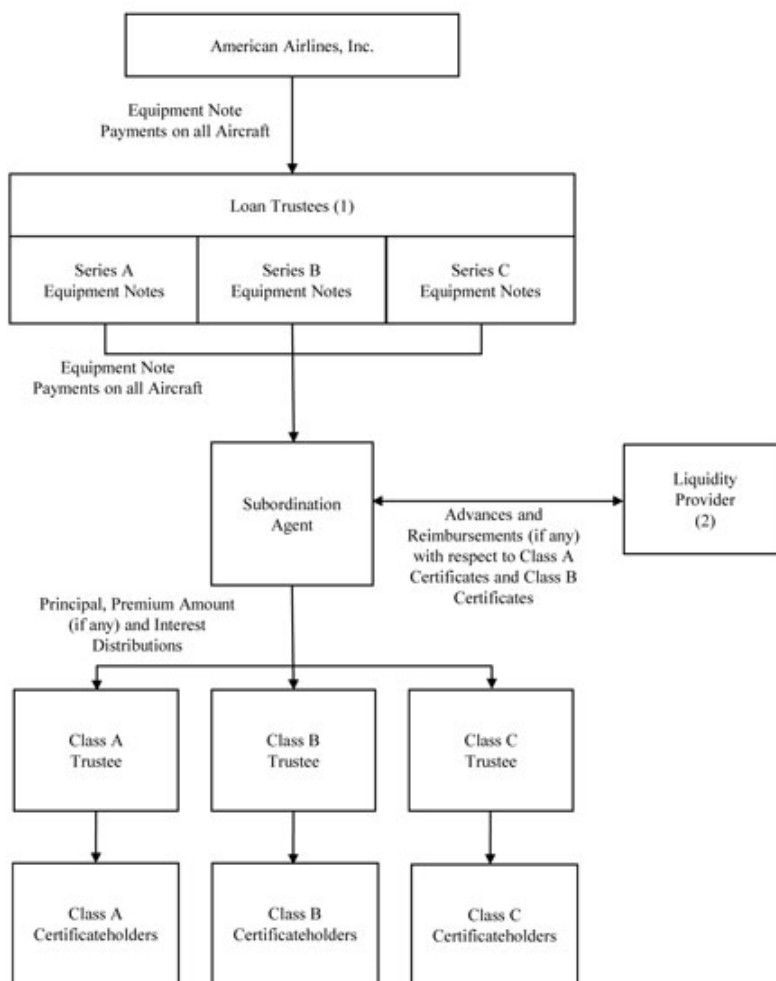 American Airlines, Inc.
Equipment Note
Payments on all Aircraft
Loan Trustees (1)
Series A
Equipment Notes
Series B
Equipment Notes
Series C
Equipment Notes
Equipment Note
Payments on all Aircraft
Subordination
Agent
Liquidity
Provider
(2)
Advances and
Reimbursements (if any)
with respect to Class A
Certificates and Class B
Certificates
Principal, Premium Amount
(if any) and Interest
Distributions
Class A
Trustee
Class B
Trustee
Class C
Trustee
Class A
Certificateholders
Class B
Certificateholders
Class C
Certificateholders